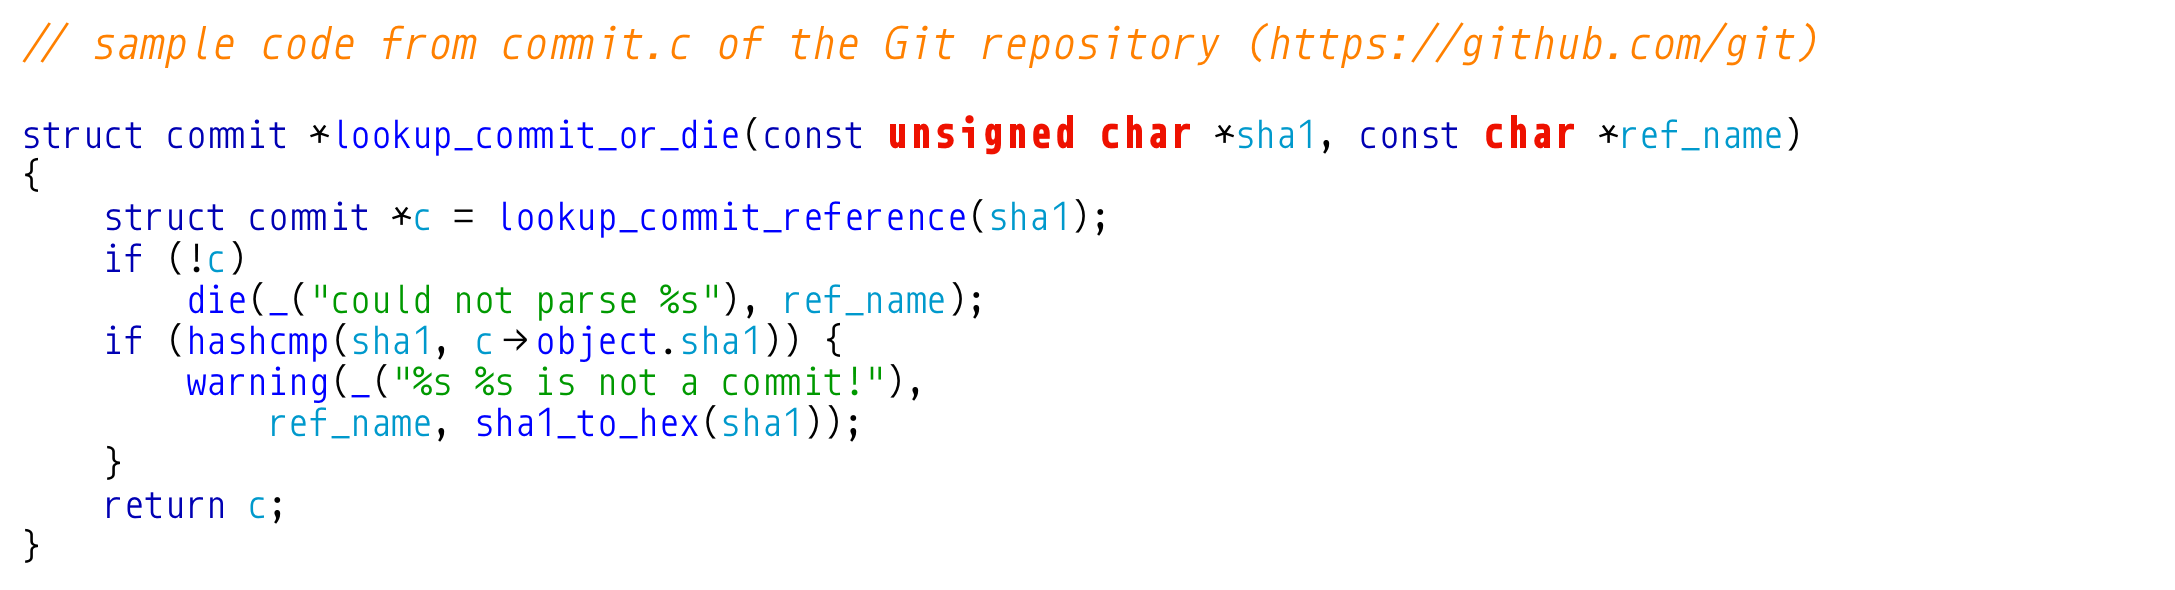 // sample code from commit.c of the Git repository (https://github.com/git)

struct commit *lookup_commit_or_die(const unsigned char *sha1, const char *ref_name)
{
    struct commit *c = lookup_commit_reference(sha1);
    if (!c)
        die(_("could not parse %s"), ref_name);
    if (hashcmp(sha1, c→object.sha1)) {
        warning(_("%s %s is not a commit!"),
            ref_name, sha1_to_hex(sha1));
    }
    return c;
}